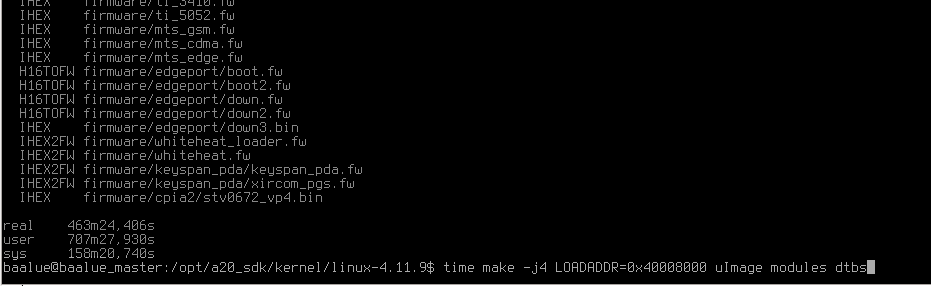 IHEX firmware/ti_3410.fw
IHEX firmware/ti_5052.fw
IHEX firmware/mts_gsm.fw
IHEX firmware/mts_cdma.fw
IHEX firmware/mts_edge.fw
H16TOFW firmware/edgeport/boot.fw
H16TOFW firmware/edgeport/boot2.fw
H16TOFW firmware/edgeport/down.fw
H16TOFW firmware/edgeport/down2.fw
IHEX firmware/edgeport/down3.bin
IHEX2FW firmware/whiteheat_loader.fw
IHEX2FW firmware/whiteheat.fw
IHEX2FW firmware/keyspan_pda/keyspan_pda.fw
IHEX2FW firmware/keyspan_pda/xircom_pgs.fw
IHEX firmware/cpia2/stv0672_vp4.bin
real 463m24,406s
user 707m27,930s
sys 158m20,740s
baalue@baalue_master:/opt/a20_sdk/kernel/linux-4.11.9$ time make -j4 LOADADDR=0x40008000 uImage modules dtbs